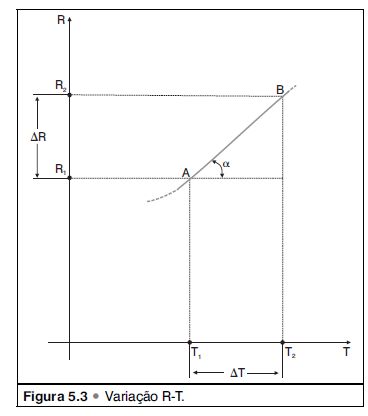 R
R₂
B
ΔR
α
R₁
A
T₁
T₂
T
ΔT
Figura 5.3 • Variação R-T.